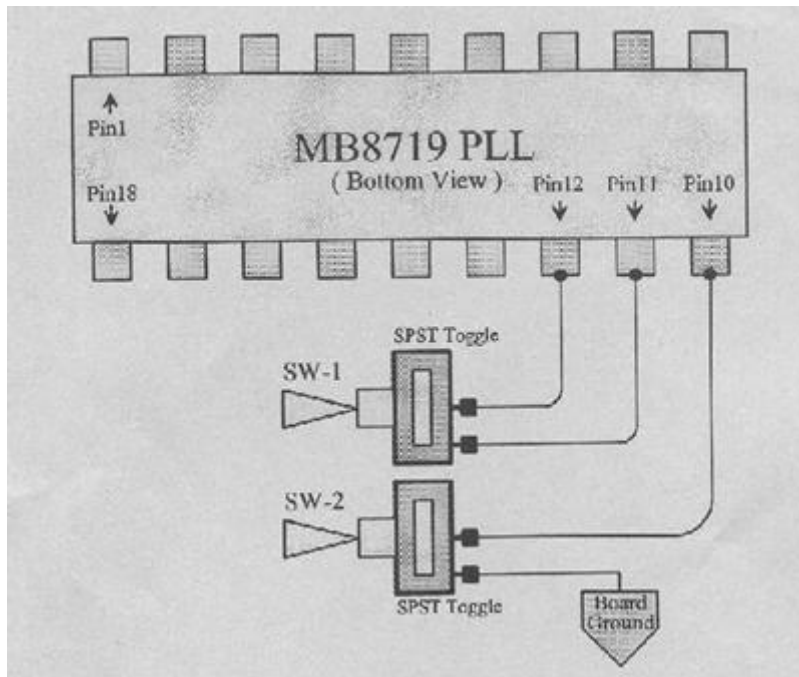 Pin1
MB8719 PLL
Pin18
( Bottom View )
Pin12
Pin11
Pin10
SPST Toggle
SW-1
SW-2
SPST Toggle
Board
Ground